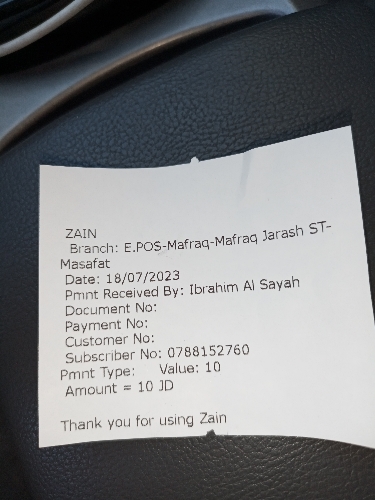 ZAIN
Branch: E.POS-Mafraq-Mafraq Jarash ST-
Masafat
Date: 18/07/2023
Pmnt Received By: Ibrahim Al Sayah
Document No:
Payment No:
Customer No:
Subscriber No: 0788152760
Pmnt Type: Value: 10
Amount = 10 JD
Thank you for using Zain